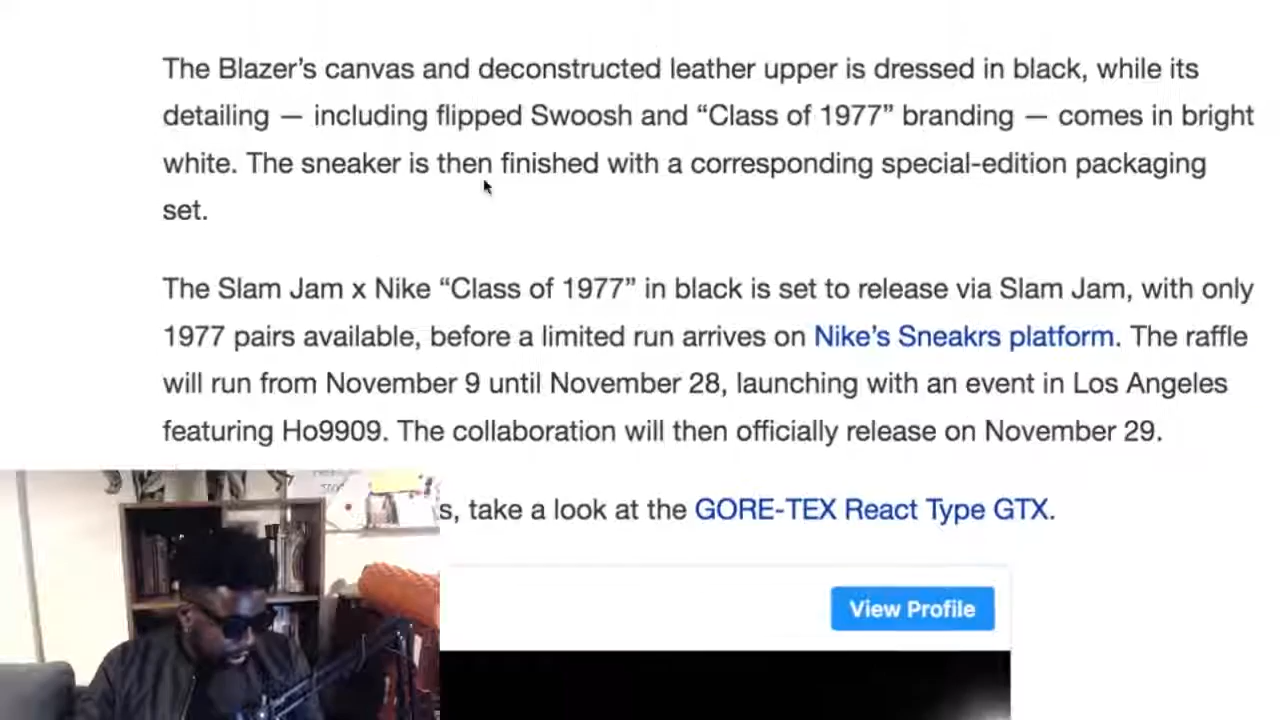 The Blazer’s canvas and deconstructed leather upper is dressed in black, while its
detailing — including flipped Swoosh and “Class of 1977” branding — comes in bright
white. The sneaker is then finished with a corresponding special-edition packaging
set.
The Slam Jam x Nike “Class of 1977” in black is set to release via Slam Jam, with only
1977 pairs available, before a limited run arrives on Nike’s Sneakrs platform. The raffle
will run from November 9 until November 28, launching with an event in Los Angeles
featuring Ho9909. The collaboration will then officially release on November 29.
s, take a look at the GORE-TEX React Type GTX.
View Profile